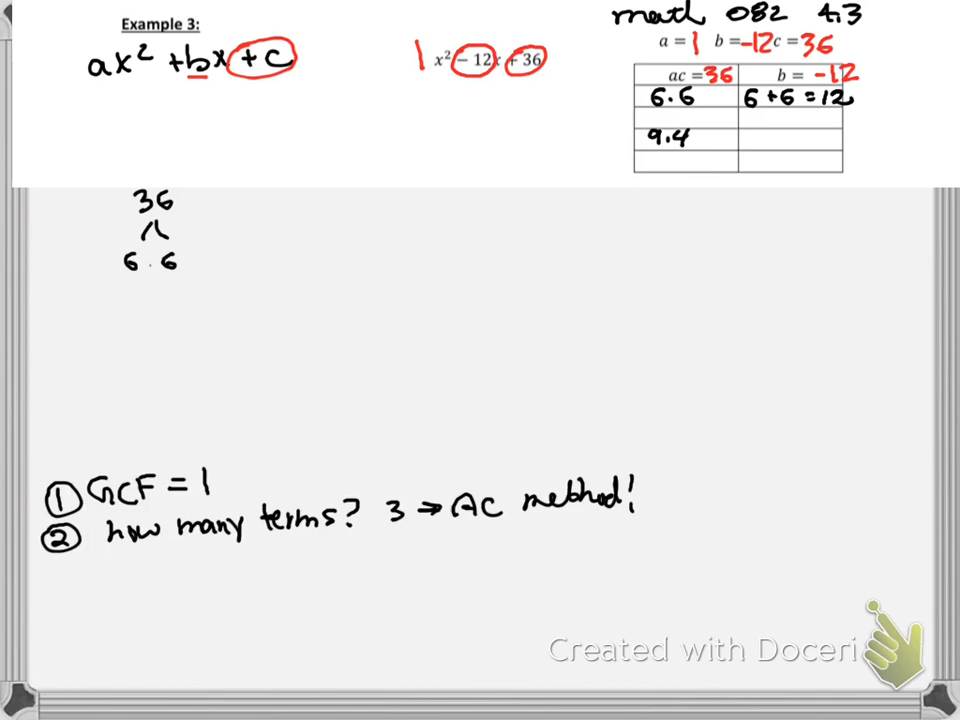 math 082 4.3
Example 3:
ax² + bx + c
1 x² − 12x + 36
a = 1 b = -12 c = 36
ac = 36 b = -12
6·6 6+6=12
9·4
36
6·6
① GCF = 1
② how many terms? 3 → AC method!
Created with Doceri